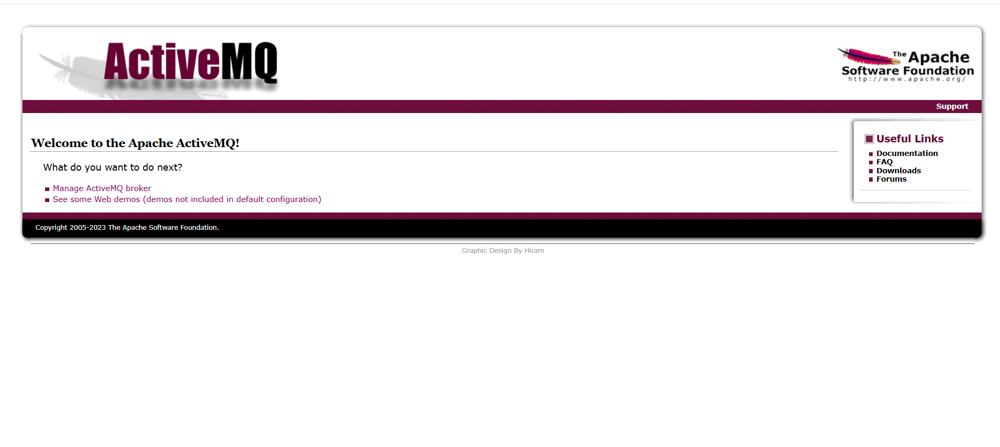 ActiveMQ
The Apache
Software Foundation
http://www.apache.org/
Support
Welcome to the Apache ActiveMQ!
What do you want to do next?
Manage ActiveMQ broker
See some Web demos (demos not included in default configuration)
Useful Links
Documentation
FAQ
Downloads
Forums
Copyright 2005-2023 The Apache Software Foundation.
Graphic Design By Hiram